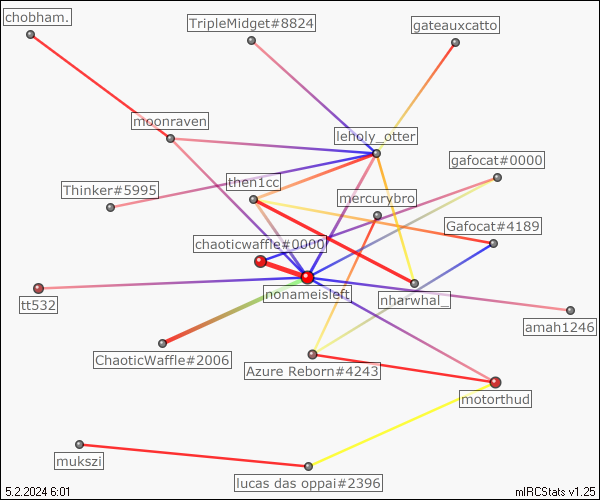 chobham.
TripleMidget#8824
gateauxcatto
moonraven
leholy_otter
gafocat#0000
Thinker#5995
then1cc
mercurybro
Gafocat#4189
chaoticwaffle#0000
nonameisleft
nharwhal_
tt532
amah1246
ChaoticWaffle#2006
Azure Reborn#4243
motorthud
mukszi
lucas das oppai#2396
5.2.2024 6:01
mIRCStats v1.25